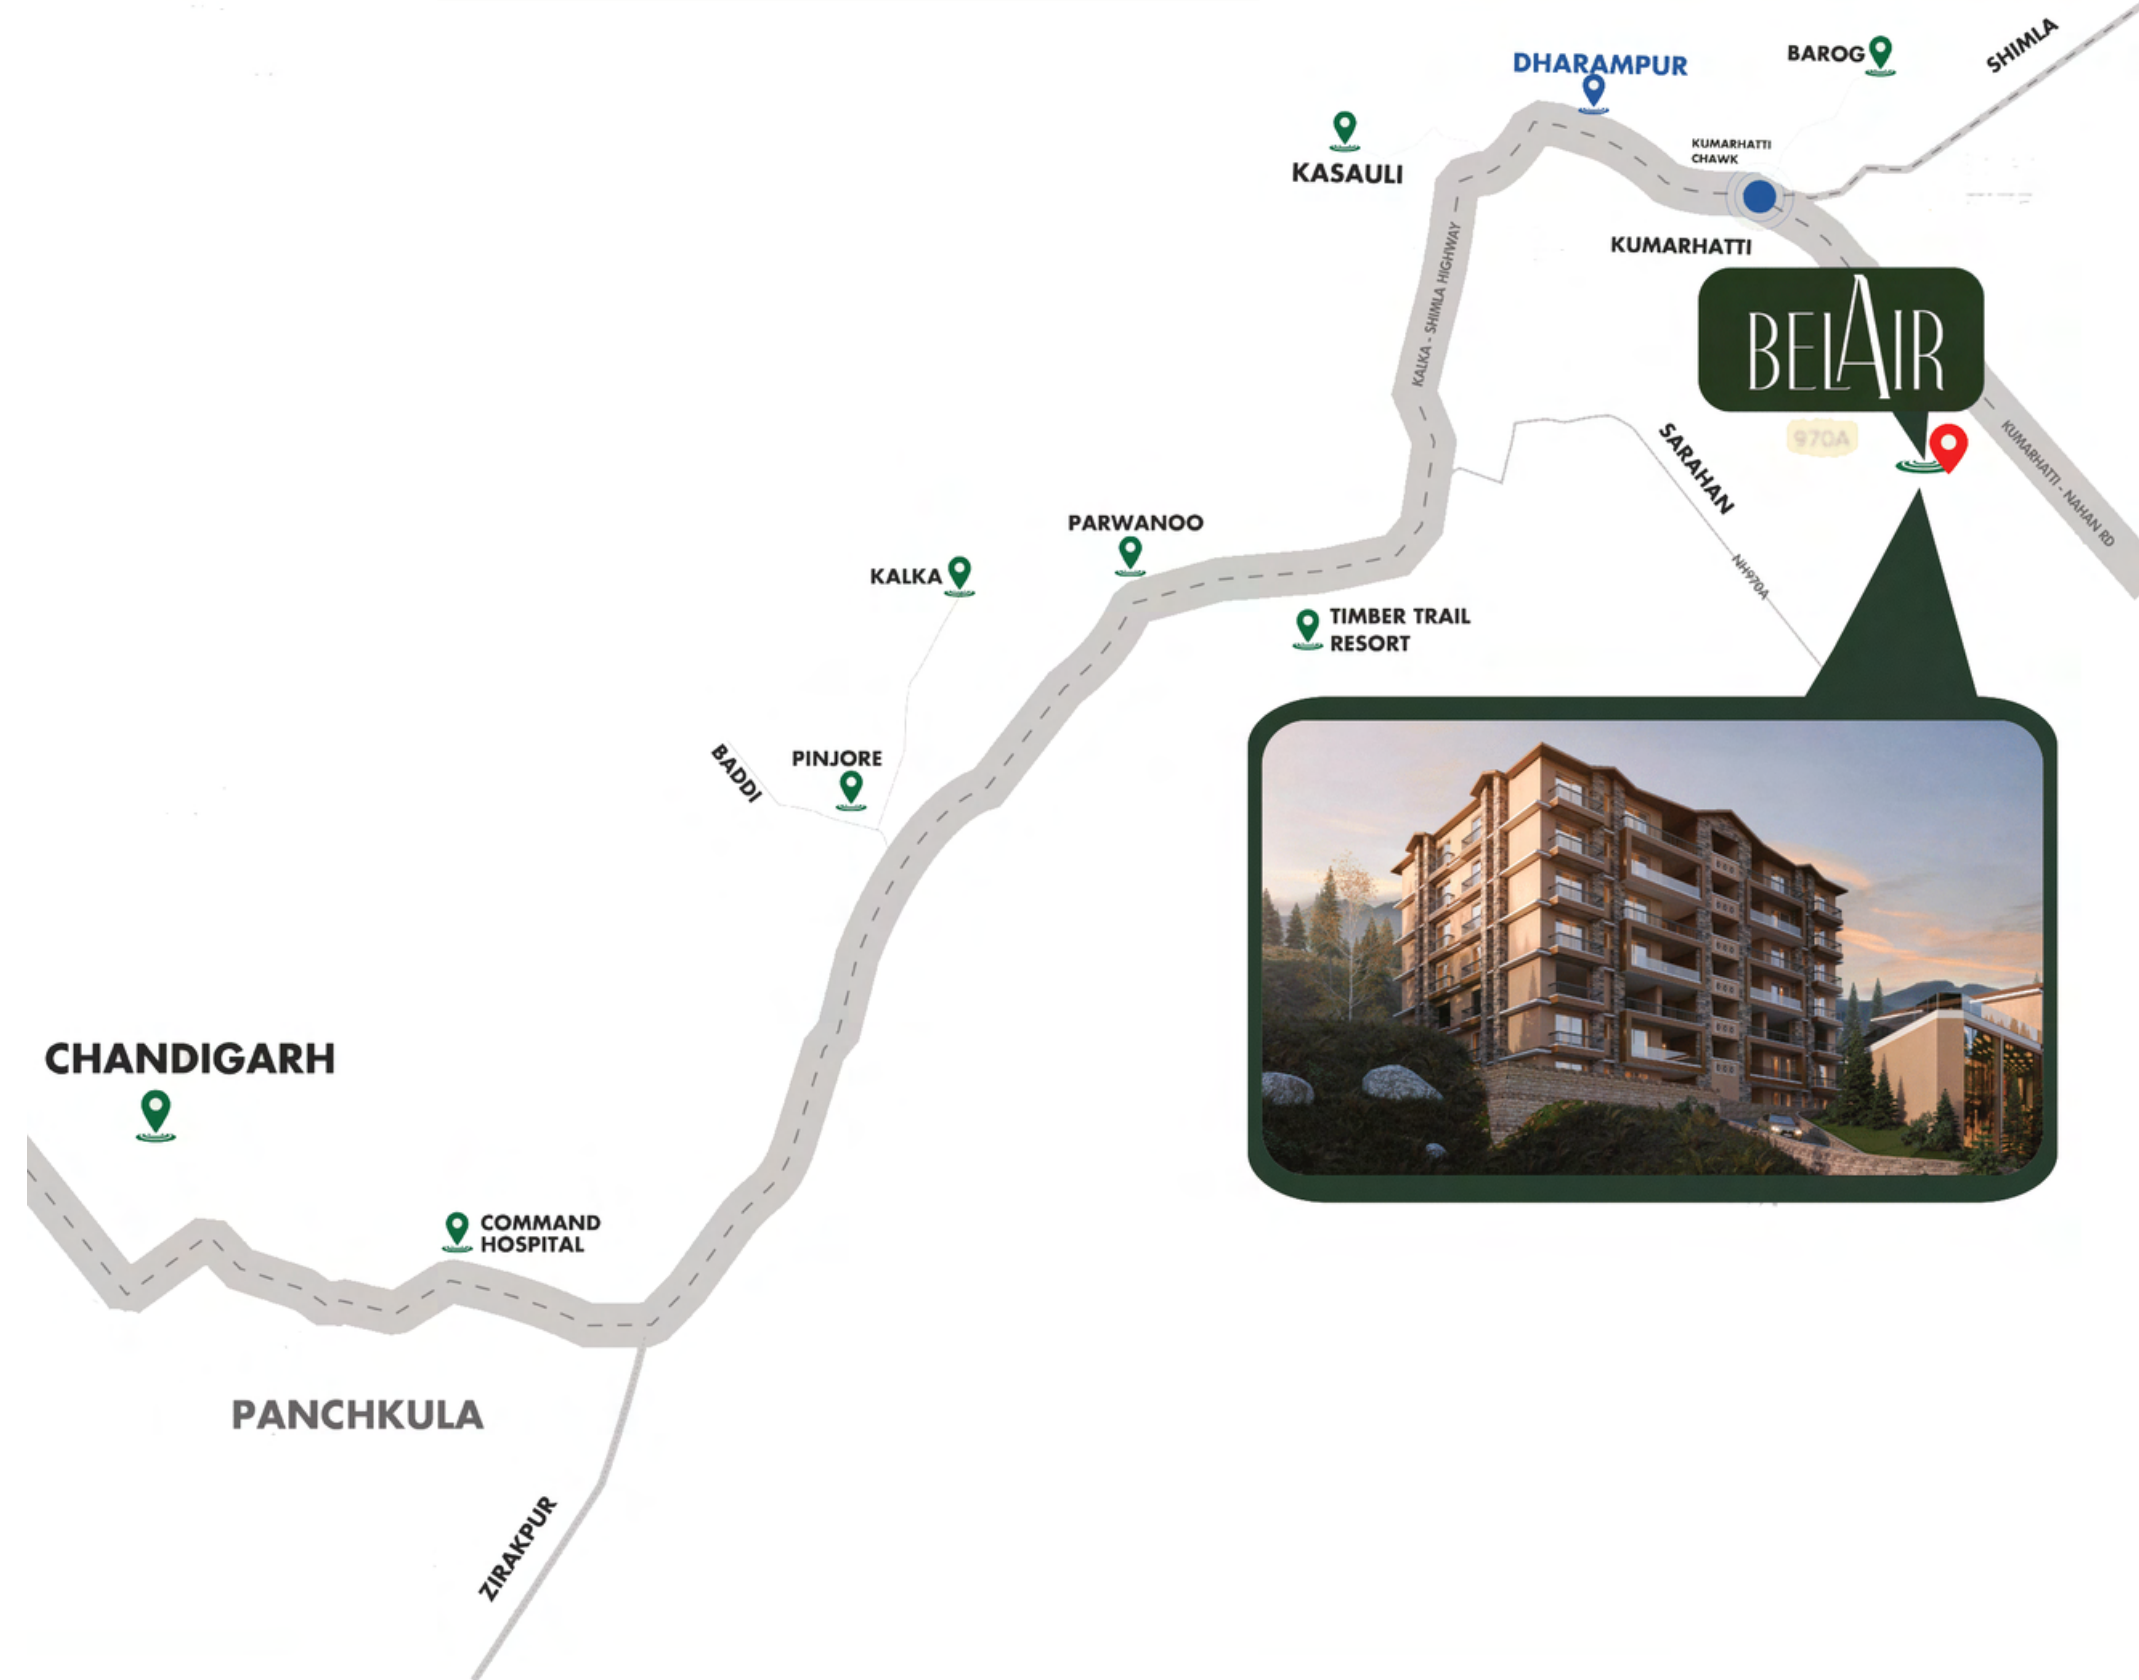 SHIMLA
BAROG
DHARAMPUR
KUMARHATTI
CHAWK
KASAULI
KUMARHATTI
KALKA - SHIMLA HIGHWAY
BELAIR
970A
SARAHAN
KUMARHATTI - NAHAN RD
PARWANOO
KALKA
NH970A
TIMBER TRAIL
RESORT
PINJORE
BADDI
CHANDIGARH
COMMAND
HOSPITAL
PANCHKULA
ZIRAKPUR